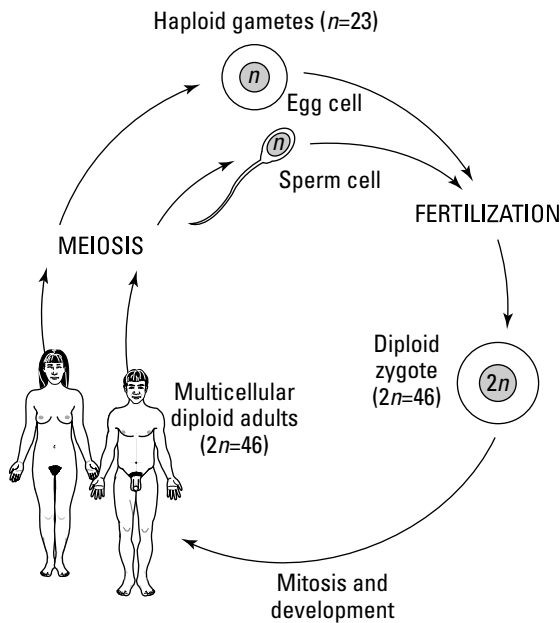 Haploid gametes (n=23)
n
Egg cell
n
Sperm cell
MEIOSIS
FERTILIZATION
Diploid
zygote
(2n=46)
2n
Multicellular
diploid adults
(2n=46)
Mitosis and
development